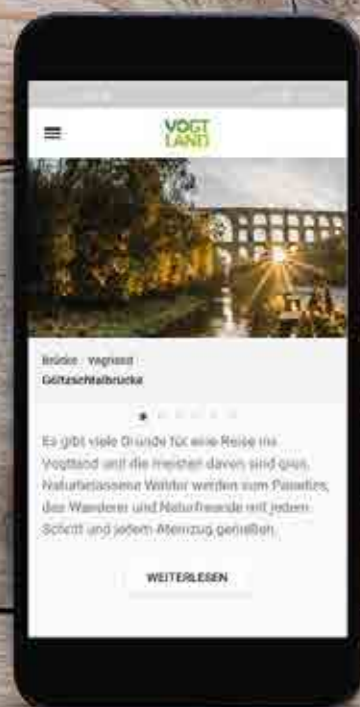 VOGT
LAND
Brücke · Vogtland
Göltzschtalbrücke
Es gibt viele Gründe für eine Reise ins
Vogtland und die meisten davon sind grün.
Naturbelassene Wälder werden zum Paradies,
das Wanderer und Naturfreunde mit jedem
Schritt und jedem Atemzug genießen.
WEITERLESEN